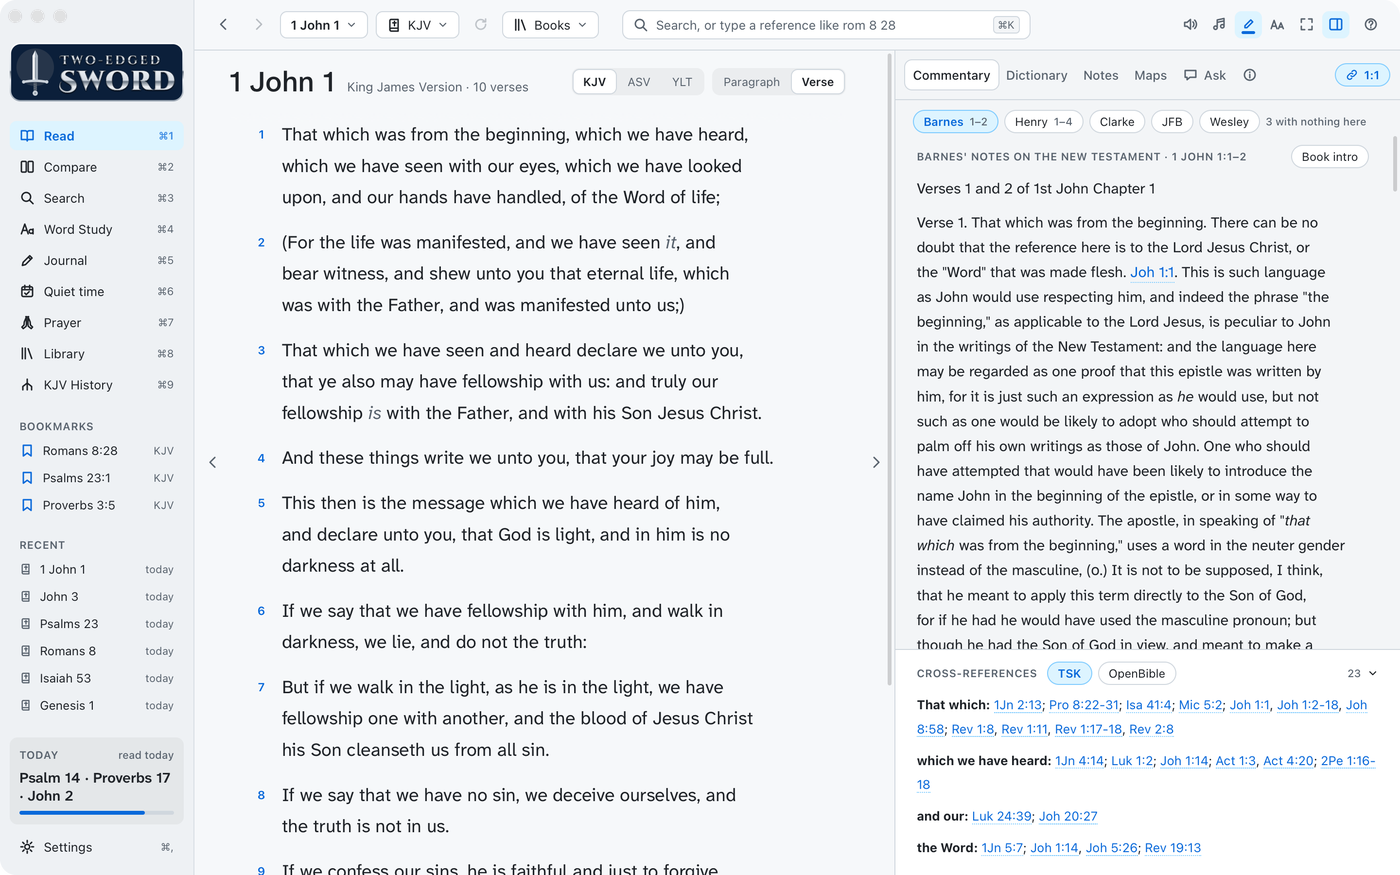 TWO-EDGED
SWORD
Read ⌘1
Compare ⌘2
Search ⌘3
Word Study ⌘4
Journal ⌘5
Quiet time ⌘6
Prayer ⌘7
Library ⌘8
KJV History ⌘9
BOOKMARKS
Romans 8:28 KJV
Psalms 23:1 KJV
Proverbs 3:5 KJV
RECENT
1 John 1 today
John 3 today
Psalms 23 today
Romans 8 today
Isaiah 53 today
Genesis 1 today
TODAY read today
Psalm 14 · Proverbs 17
· John 2
Settings ⌘,
1 John 1 KJV Books Search, or type a reference like rom 8 28 ⌘K
1 John 1 King James Version · 10 verses KJV ASV YLT Paragraph Verse
1 That which was from the beginning, which we have heard,
which we have seen with our eyes, which we have looked
upon, and our hands have handled, of the Word of life;
2 (For the life was manifested, and we have seen it, and
bear witness, and shew unto you that eternal life, which
was with the Father, and was manifested unto us;)
3 That which we have seen and heard declare we unto you,
that ye also may have fellowship with us: and truly our
fellowship is with the Father, and with his Son Jesus Christ.
4 And these things write we unto you, that your joy may be full.
5 This then is the message which we have heard of him,
and declare unto you, that God is light, and in him is no
darkness at all.
6 If we say that we have fellowship with him, and walk in
darkness, we lie, and do not the truth:
7 But if we walk in the light, as he is in the light, we have
fellowship one with another, and the blood of Jesus Christ
his Son cleanseth us from all sin.
8 If we say that we have no sin, we deceive ourselves, and
the truth is not in us.
9 If we confess our sins, he is faithful and just to forgive
Commentary Dictionary Notes Maps Ask 1:1
Barnes 1–2 Henry 1–4 Clarke JFB Wesley 3 with nothing here
BARNES' NOTES ON THE NEW TESTAMENT · 1 JOHN 1:1–2 Book intro
Verses 1 and 2 of 1st John Chapter 1
Verse 1. That which was from the beginning. There can be no
doubt that the reference here is to the Lord Jesus Christ, or
the "Word" that was made flesh. Joh 1:1. This is such language
as John would use respecting him, and indeed the phrase "the
beginning," as applicable to the Lord Jesus, is peculiar to John
in the writings of the New Testament: and the language here
may be regarded as one proof that this epistle was written by
him, for it is just such an expression as he would use, but not
such as one would be likely to adopt who should attempt to
palm off his own writings as those of John. One who should
have attempted that would have been likely to introduce the
name John in the beginning of the epistle, or in some way to
have claimed his authority. The apostle, in speaking of "that
which was from the beginning," uses a word in the neuter gender
instead of the masculine, (o.) It is not to be supposed, I think,
that he meant to apply this term directly to the Son of God,
for if he had he would have used the masculine pronoun; but
though he had the Son of God in view, and meant to make a
CROSS-REFERENCES TSK OpenBible 23
That which: 1Jn 2:13; Pro 8:22-31; Isa 41:4; Mic 5:2; Joh 1:1, Joh 1:2-18, Joh
8:58; Rev 1:8, Rev 1:11, Rev 1:17-18, Rev 2:8
which we have heard: 1Jn 4:14; Luk 1:2; Joh 1:14; Act 1:3, Act 4:20; 2Pe 1:16-
18
and our: Luk 24:39; Joh 20:27
the Word: 1Jn 5:7; Joh 1:14, Joh 5:26; Rev 19:13